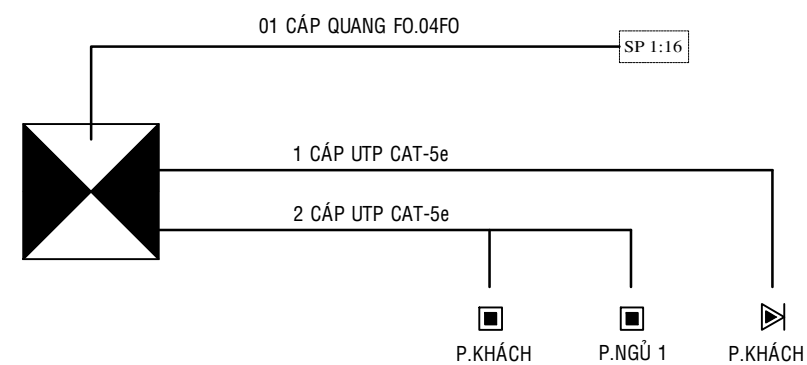 01 CÁP QUANG FO.04FO
SP 1:16
1 CÁP UTP CAT-5e
2 CÁP UTP CAT-5e
P.KHÁCH
P.NGỦ 1
P.KHÁCH